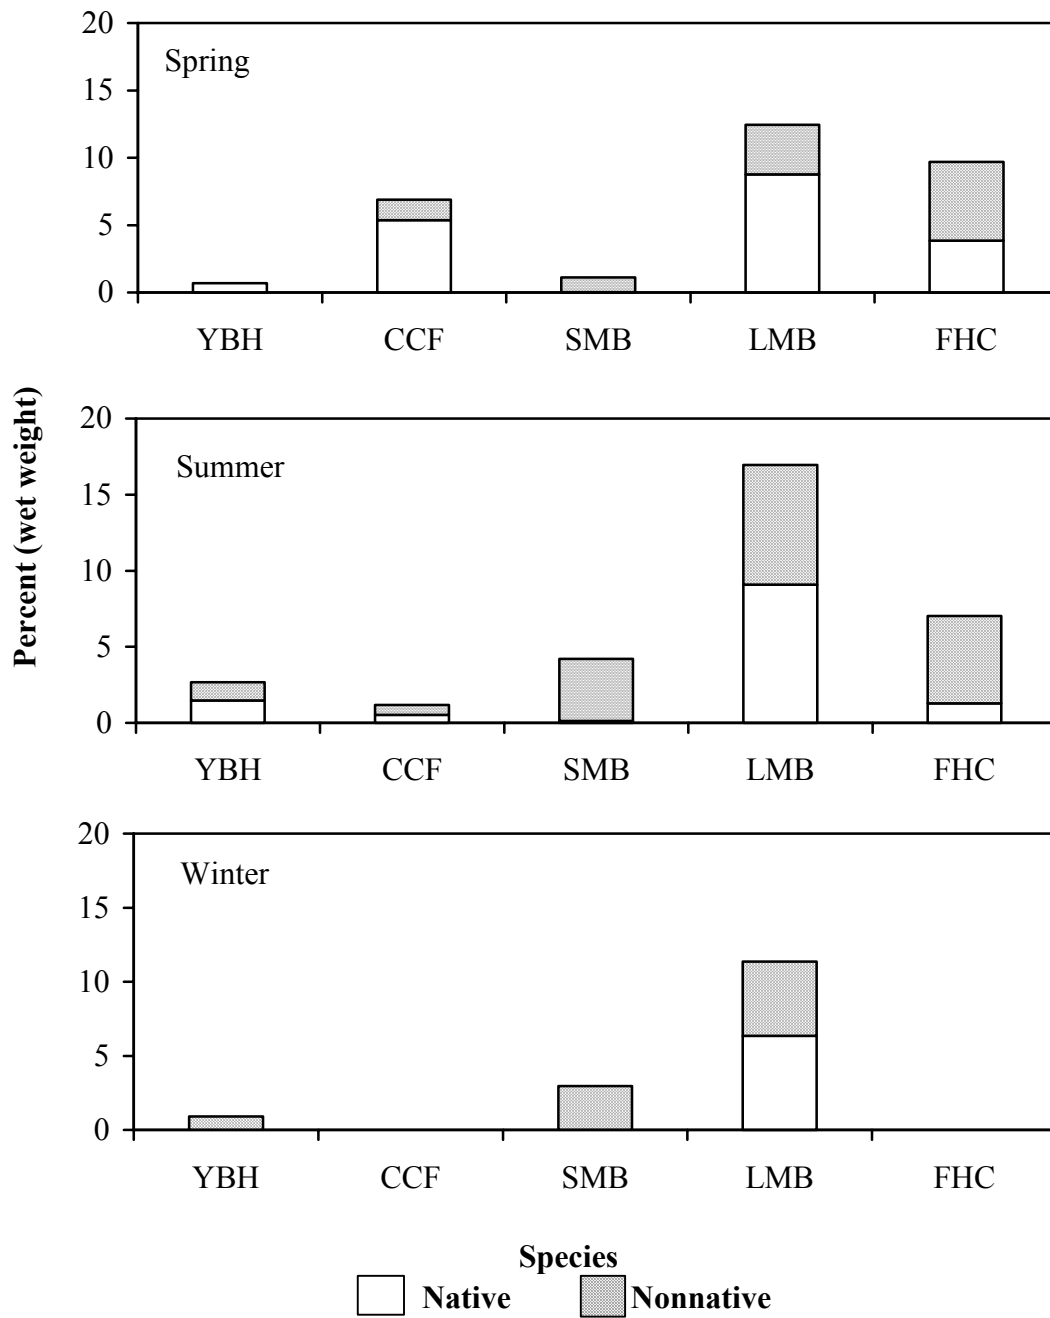 20
Spring
15
10
5
0
YBH CCF SMB LMB FHC
Percent (wet weight)
20
Summer
15
10
5
0
YBH CCF SMB LMB FHC
20
Winter
15
10
5
0
YBH CCF SMB LMB FHC
Species
Native Nonnative